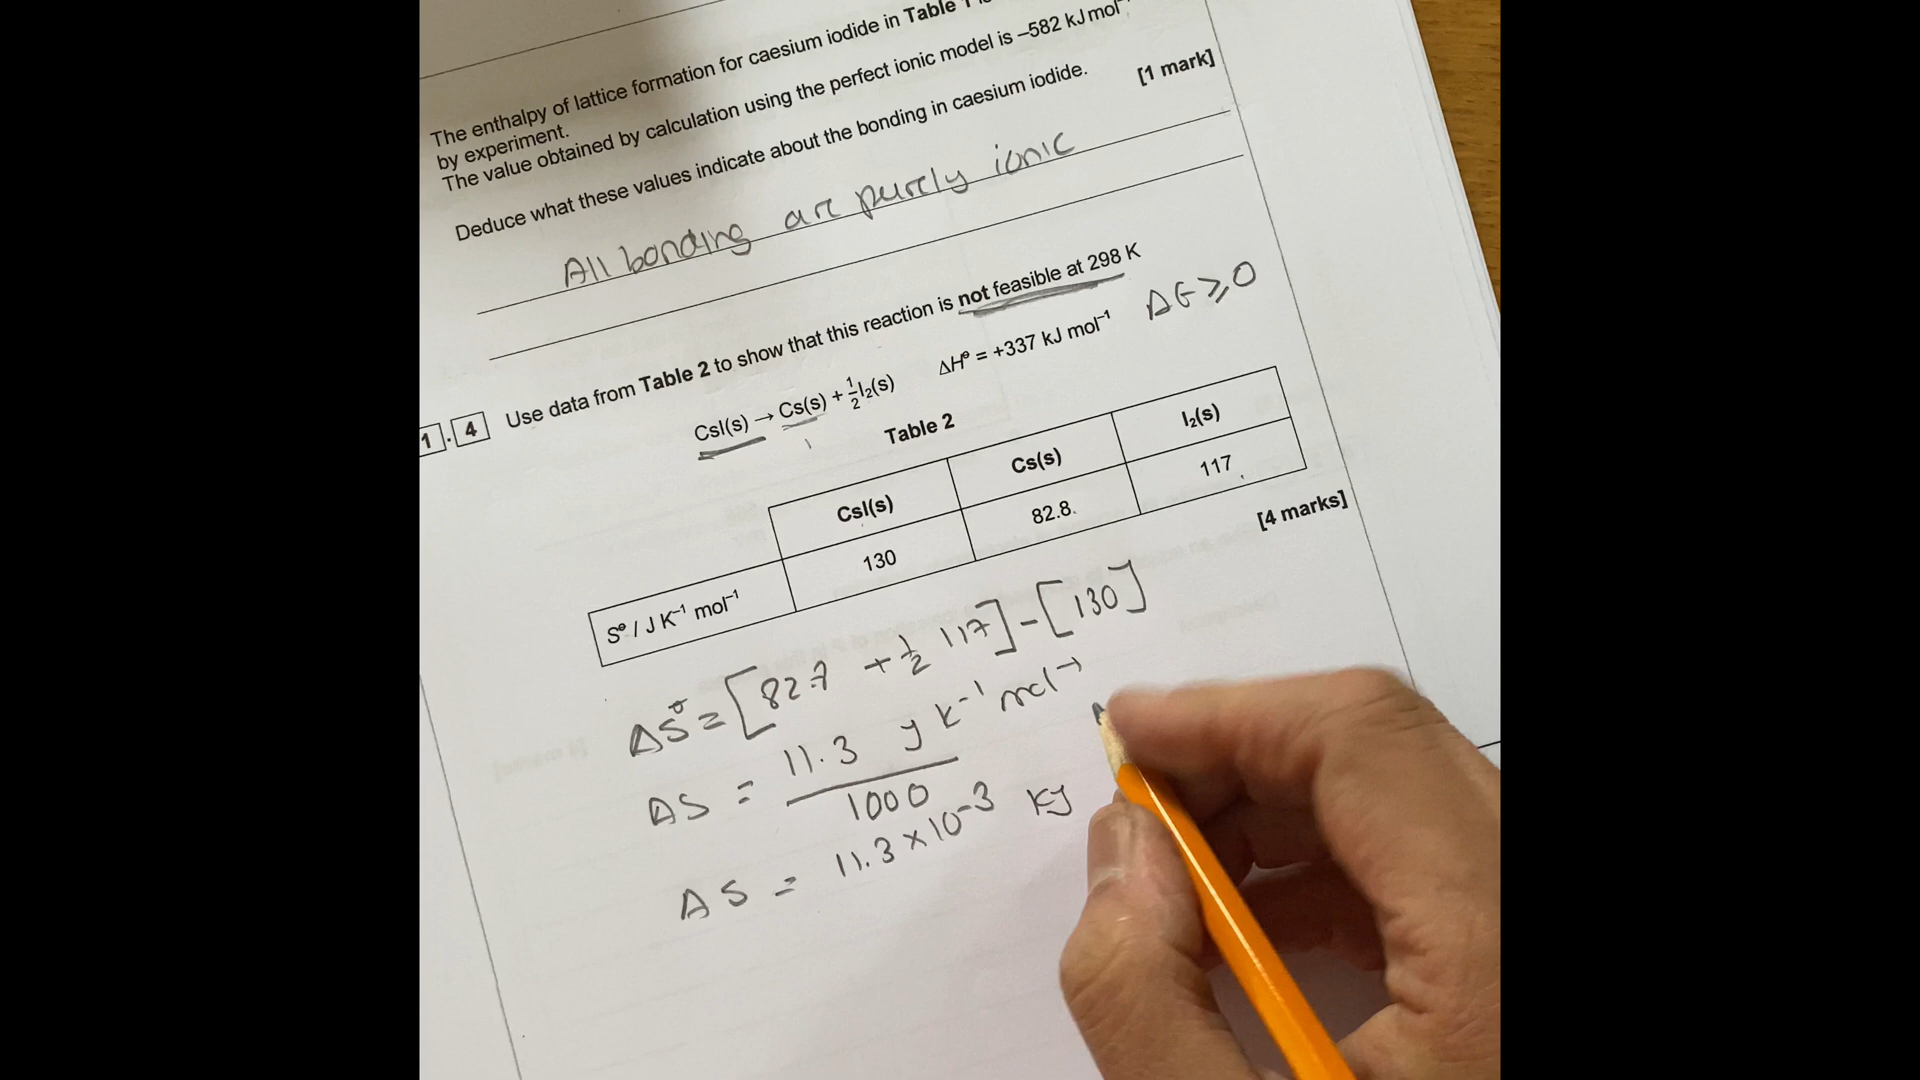 The enthalpy of lattice formation for caesium iodide in Table 1
by experiment.
The value obtained by calculation using the perfect ionic model is –582 kJ mol⁻
Deduce what these values indicate about the bonding in caesium iodide.
[1 mark]
All bonding are purely ionic
1 . 4 Use data from Table 2 to show that this reaction is not feasible at 298 K
ΔG ⩾ 0
CsI(s) → Cs(s) + ½I₂(s) ΔH⊖ = +337 kJ mol⁻¹
Table 2
CsI(s) Cs(s) I₂(s)
S⊖ / J K⁻¹ mol⁻¹ 130 82.8 117
[4 marks]
ΔS⊖ = [82.7 + ½ 117] - [130]
ΔS = 11.3 J K⁻¹ mol⁻¹
1000
ΔS = 11.3 × 10⁻³ KJ